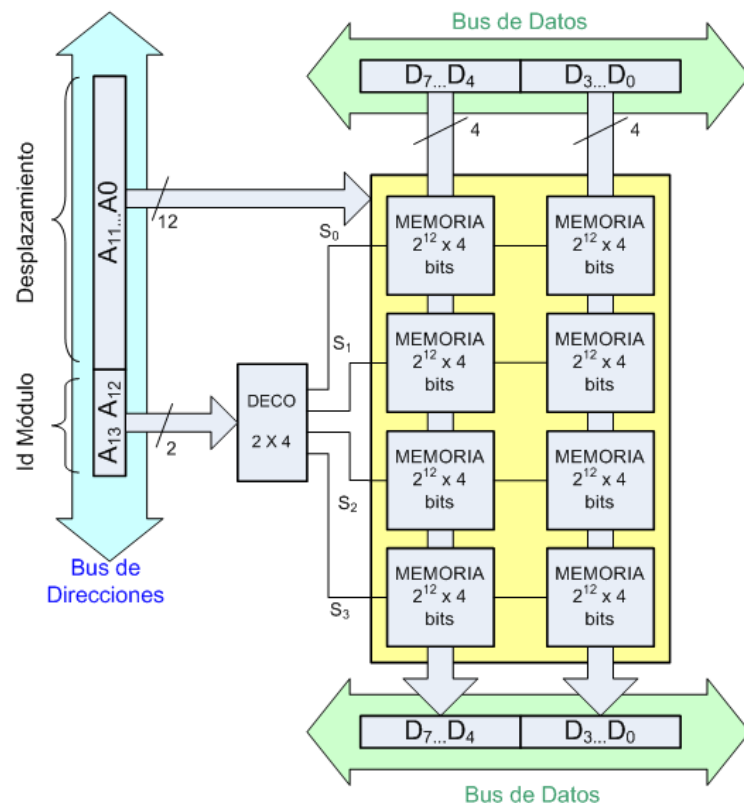 Bus de Datos
D7...D4 D3...D0
4 4
Desplazamiento
A11...A0
12
Id Módulo
A13 A12
2
Bus de
Direcciones
DECO
2 X 4
S0
S1
S2
S3
MEMORIA
2^12 x 4
bits
MEMORIA
2^12 x 4
bits
MEMORIA
2^12 x 4
bits
MEMORIA
2^12 x 4
bits
MEMORIA
2^12 x 4
bits
MEMORIA
2^12 x 4
bits
MEMORIA
2^12 x 4
bits
MEMORIA
2^12 x 4
bits
D7...D4 D3...D0
Bus de Datos